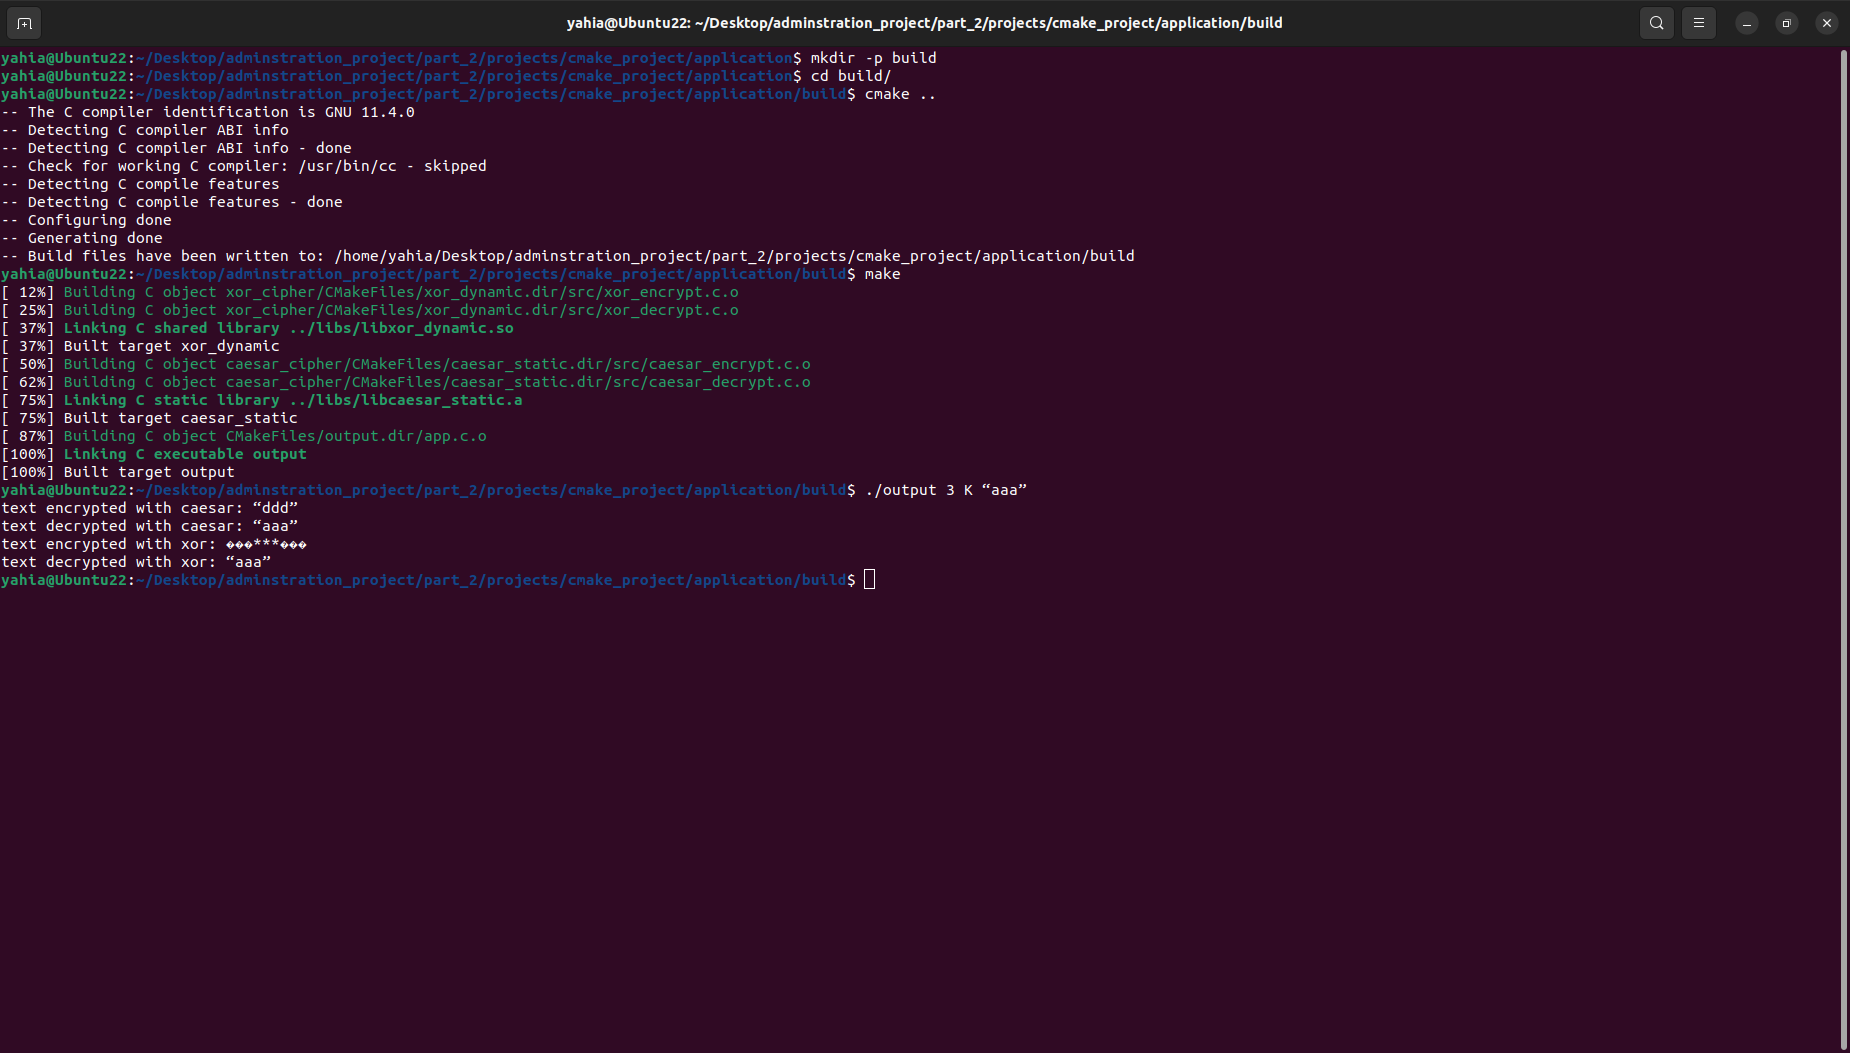 yahia@Ubuntu22: ~/Desktop/adminstration_project/part_2/projects/cmake_project/application/build
yahia@Ubuntu22:~/Desktop/adminstration_project/part_2/projects/cmake_project/application$ mkdir -p build
yahia@Ubuntu22:~/Desktop/adminstration_project/part_2/projects/cmake_project/application$ cd build/
yahia@Ubuntu22:~/Desktop/adminstration_project/part_2/projects/cmake_project/application/build$ cmake ..
-- The C compiler identification is GNU 11.4.0
-- Detecting C compiler ABI info
-- Detecting C compiler ABI info - done
-- Check for working C compiler: /usr/bin/cc - skipped
-- Detecting C compile features
-- Detecting C compile features - done
-- Configuring done
-- Generating done
-- Build files have been written to: /home/yahia/Desktop/adminstration_project/part_2/projects/cmake_project/application/build
yahia@Ubuntu22:~/Desktop/adminstration_project/part_2/projects/cmake_project/application/build$ make
[ 12%] Building C object xor_cipher/CMakeFiles/xor_dynamic.dir/src/xor_encrypt.c.o
[ 25%] Building C object xor_cipher/CMakeFiles/xor_dynamic.dir/src/xor_decrypt.c.o
[ 37%] Linking C shared library ../libs/libxor_dynamic.so
[ 37%] Built target xor_dynamic
[ 50%] Building C object caesar_cipher/CMakeFiles/caesar_static.dir/src/caesar_encrypt.c.o
[ 62%] Building C object caesar_cipher/CMakeFiles/caesar_static.dir/src/caesar_decrypt.c.o
[ 75%] Linking C static library ../libs/libcaesar_static.a
[ 75%] Built target caesar_static
[ 87%] Building C object CMakeFiles/output.dir/app.c.o
[100%] Linking C executable output
[100%] Built target output
yahia@Ubuntu22:~/Desktop/adminstration_project/part_2/projects/cmake_project/application/build$ ./output 3 K “aaa”
text encrypted with caesar: “ddd”
text decrypted with caesar: “aaa”
text encrypted with xor: ���***���
text decrypted with xor: “aaa”
yahia@Ubuntu22:~/Desktop/adminstration_project/part_2/projects/cmake_project/application/build$